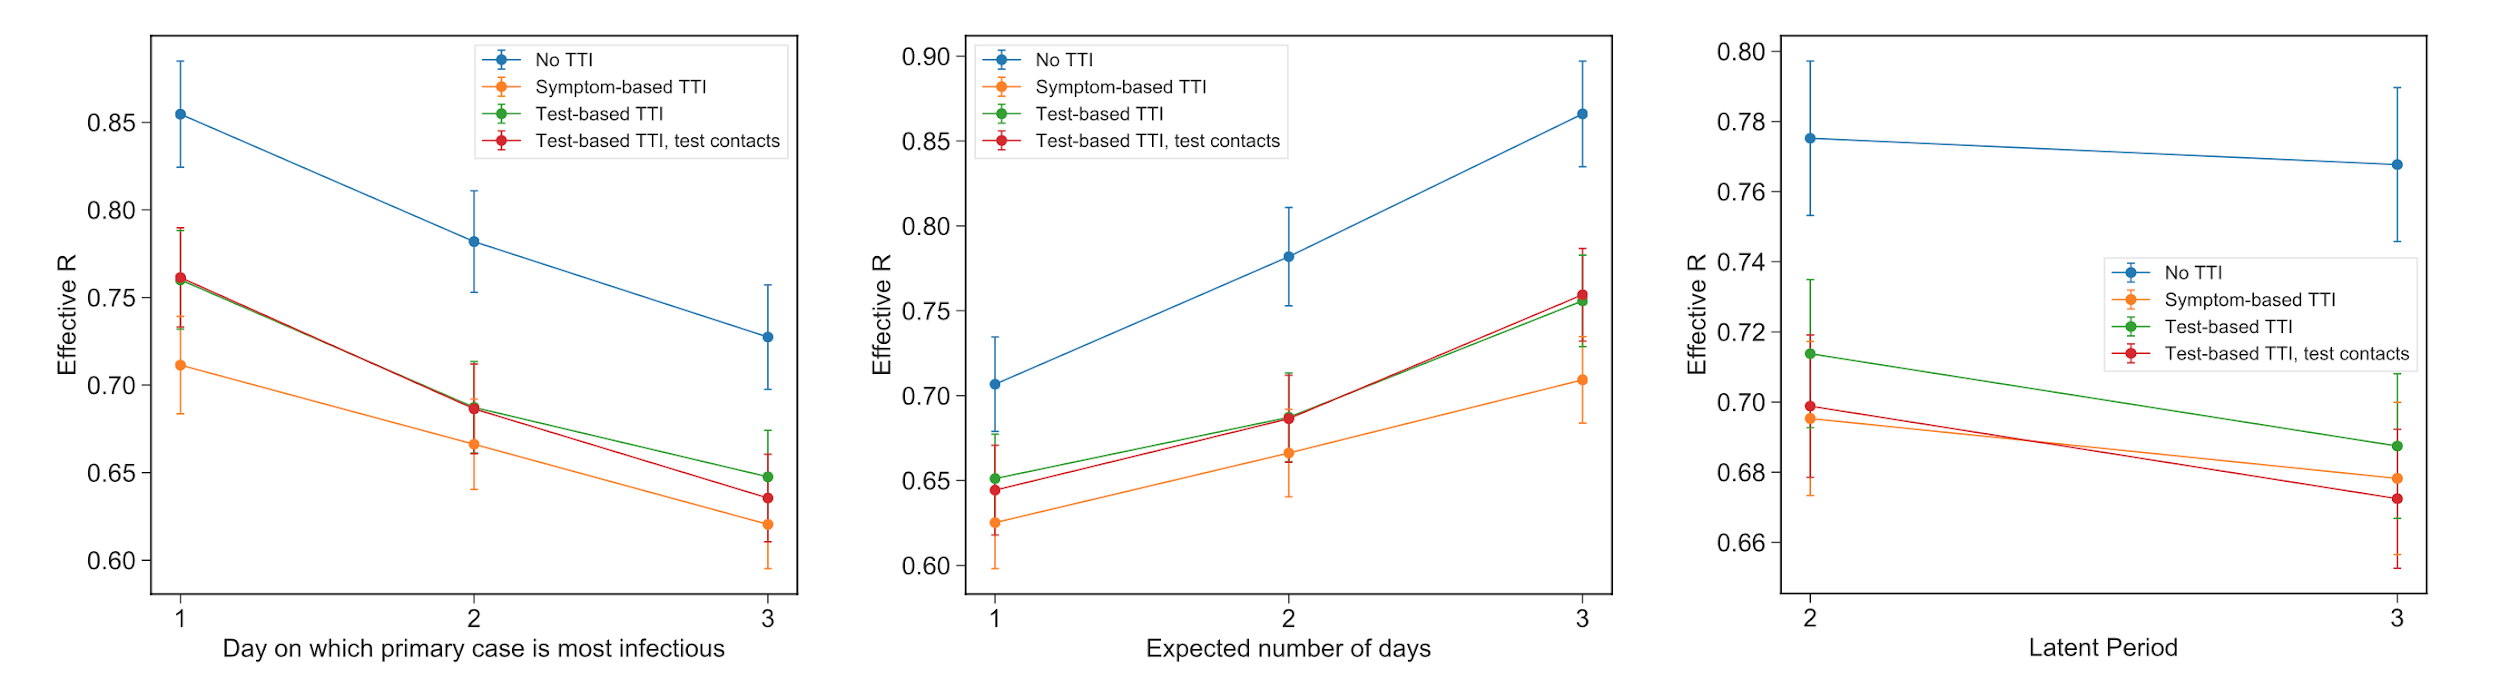 No TTI
Symptom-based TTI
Test-based TTI
Test-based TTI, test contacts
0.85
0.80
0.75
0.70
0.65
0.60
Effective R
1 2 3
Day on which primary case is most infectious
No TTI
Symptom-based TTI
Test-based TTI
Test-based TTI, test contacts
0.90
0.85
0.80
0.75
0.70
0.65
0.60
Effective R
1 2 3
Expected number of days
0.80
0.78
0.76
0.74
0.72
0.70
0.68
0.66
Effective R
No TTI
Symptom-based TTI
Test-based TTI
Test-based TTI, test contacts
2 3
Latent Period